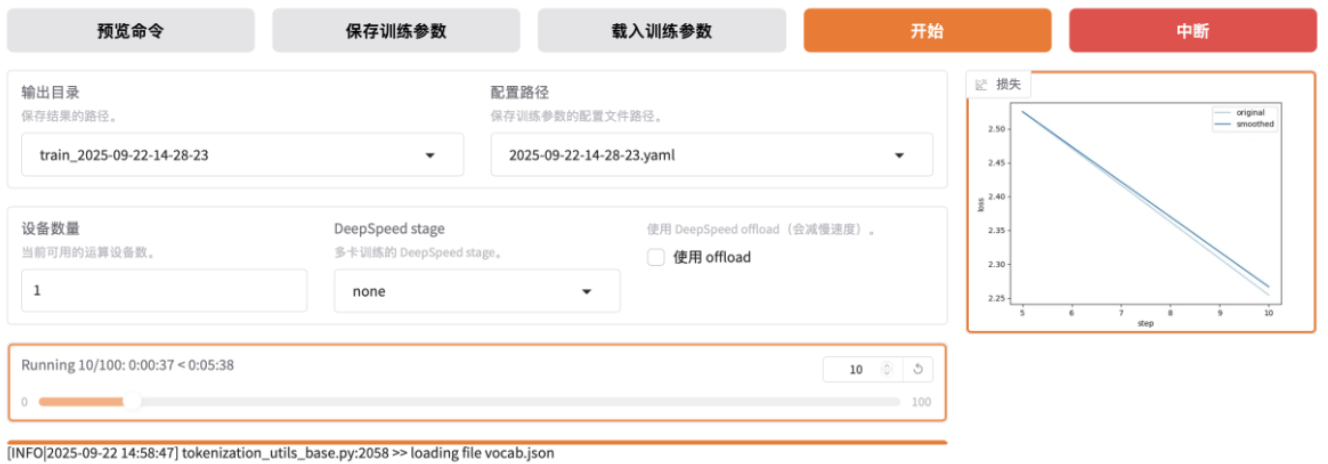 预览命令
保存训练参数
载入训练参数
开始
中断
输出目录
保存结果的路径。
train_2025-09-22-14-28-23
配置路径
保存训练参数的配置文件路径。
2025-09-22-14-28-23.yaml
设备数量
当前可用的运算设备数。
1
DeepSpeed stage
多卡训练的 DeepSpeed stage。
none
使用 DeepSpeed offload（会减慢速度）。
使用 offload
Running 10/100: 0:00:37 < 0:05:38
10
0
100
[INFO|2025-09-22 14:58:47] tokenization_utils_base.py:2058 >> loading file vocab.json
损失
original
smoothed
2.50
2.45
2.40
2.35
2.30
2.25
loss
5 6 7 8 9 10
step